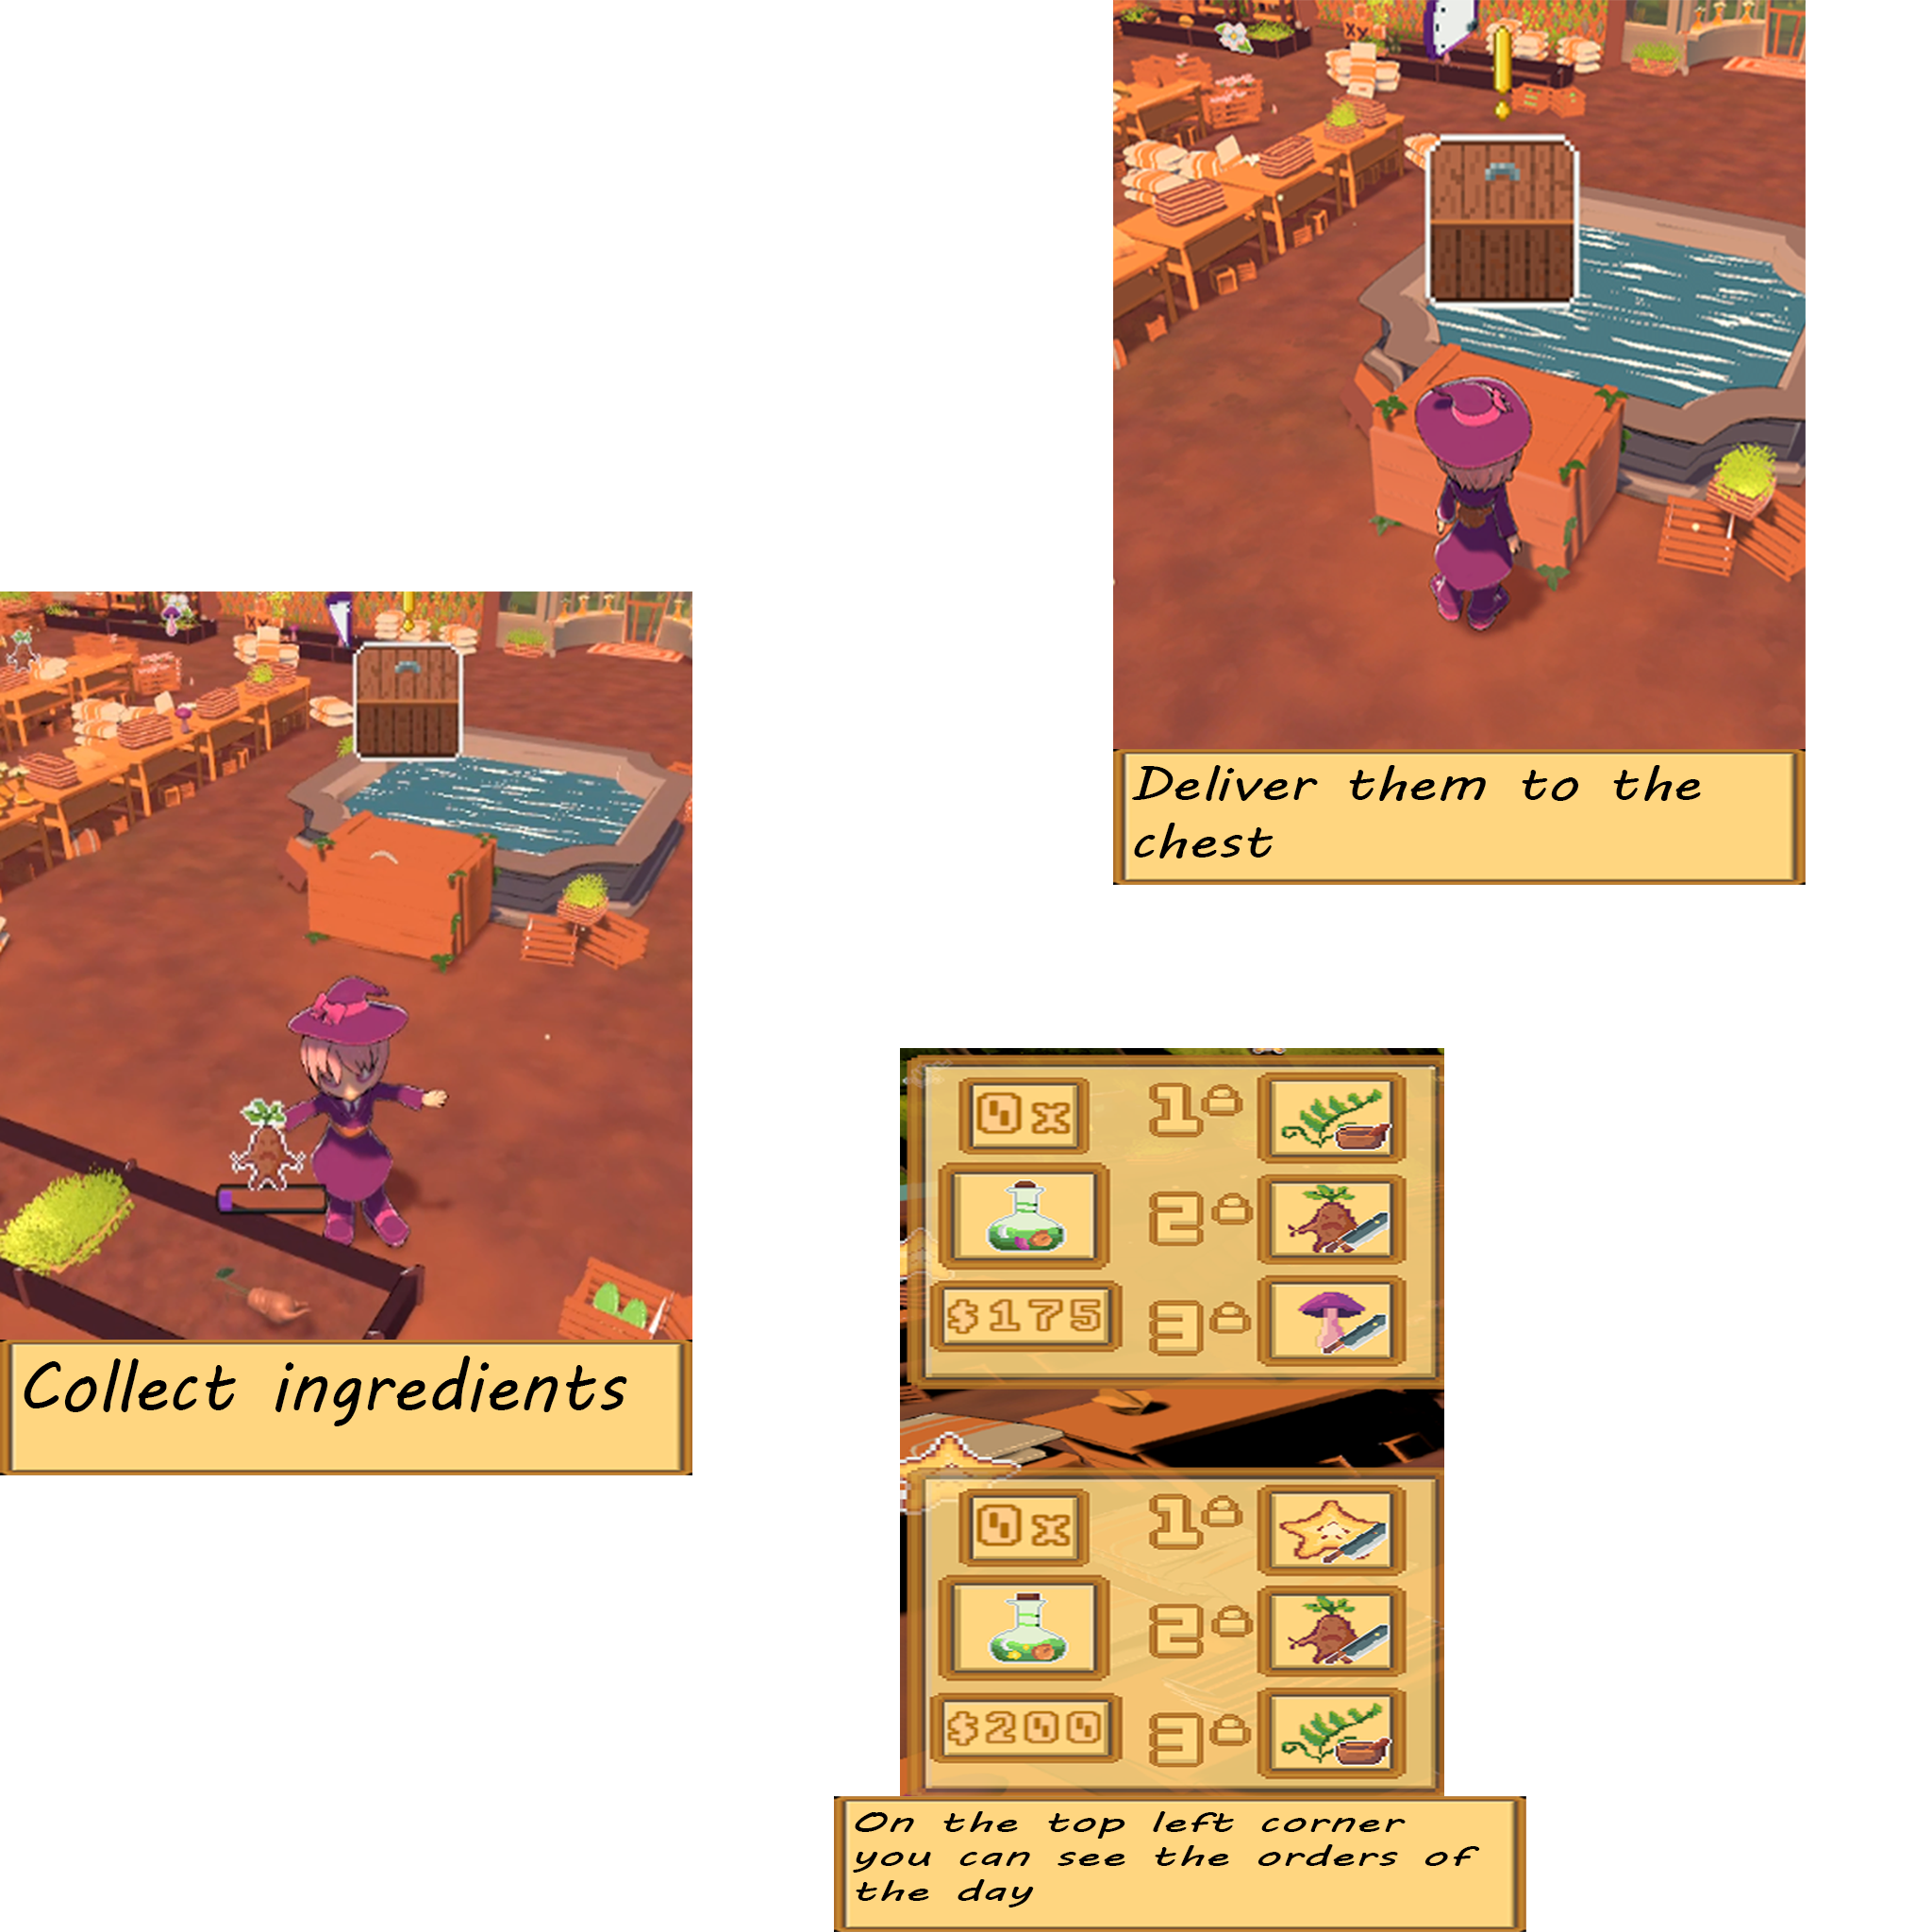 Deliver them to the
chest
Collect ingredients
0x
1
2
$175
3
0x
1
2
$200
3
On the top left corner
you can see the orders of
the day